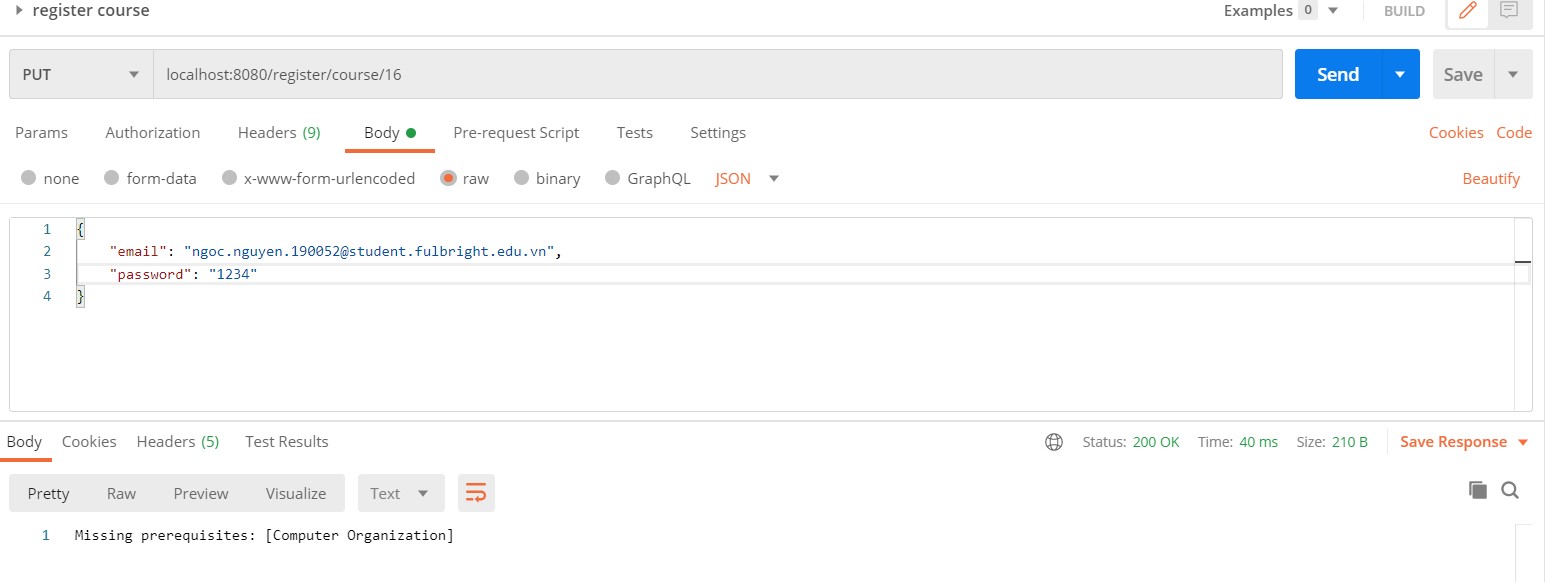 register course Examples 0 BUILD
PUT localhost:8080/register/course/16 Send Save
Params Authorization Headers (9) Body Pre-request Script Tests Settings Cookies Code
none form-data x-www-form-urlencoded raw binary GraphQL JSON Beautify
1 {
2 "email": "ngoc.nguyen.190052@student.fulbright.edu.vn",
3 "password": "1234"
4 }
Body Cookies Headers (5) Test Results Status: 200 OK Time: 40 ms Size: 210 B Save Response
Pretty Raw Preview Visualize Text
1 Missing prerequisites: [Computer Organization]